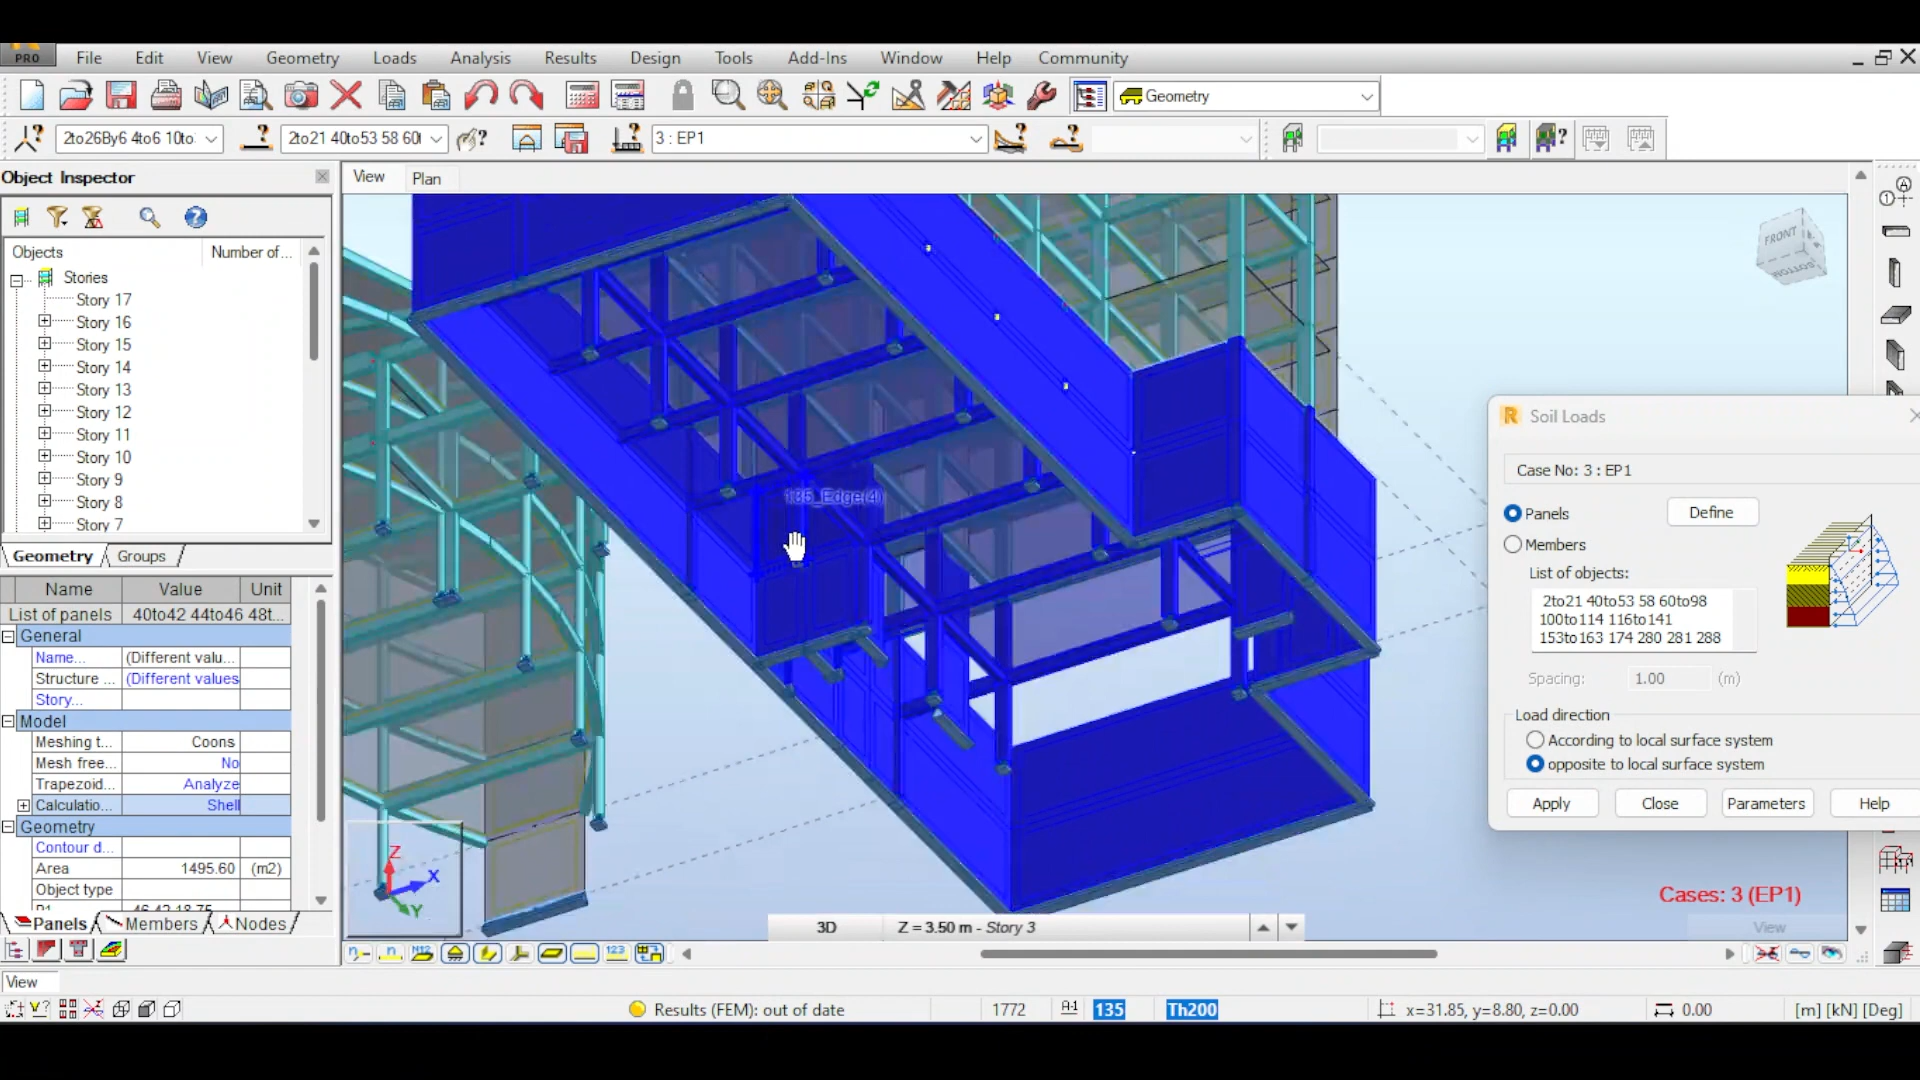 PRO
File Edit View Geometry Loads Analysis Results Design Tools Add-Ins Window Help Community
Geometry
2to26By6 4to6 10to
2to21 40to53 58 60
3 : EP1
Object Inspector
View Plan
Objects Number of...
Stories
Story 17
Story 16
Story 15
Story 14
Story 13
Story 12
Story 11
Story 10
Story 9
Story 8
Story 7
Geometry Groups
Name Value Unit
List of panels 40to42 44to46 48t...
General
Name... (Different valu...
Structure ... (Different values
Story...
Model
Meshing t... Coons
Mesh free... No
Trapezoid... Analyze
Calculatio... Shell
Geometry
Contour d...
Area 1495.60 (m2)
Object type
Panels Members Nodes
135_Edge(4)
FRONT
BOTTOM
Z
X
Y
Soil Loads
Case No: 3 : EP1
Panels
Define
Members
List of objects:
2to21 40to53 58 60to98
100to114 116to141
153to163 174 280 281 288
Spacing: 1.00 (m)
Load direction
According to local surface system
opposite to local surface system
Apply Close Parameters Help
Cases: 3 (EP1)
View
3D Z = 3.50 m - Story 3
View
Results (FEM): out of date 1772 135 Th200 x=31.85, y=8.80, z=0.00 0.00 [m] [kN] [Deg]